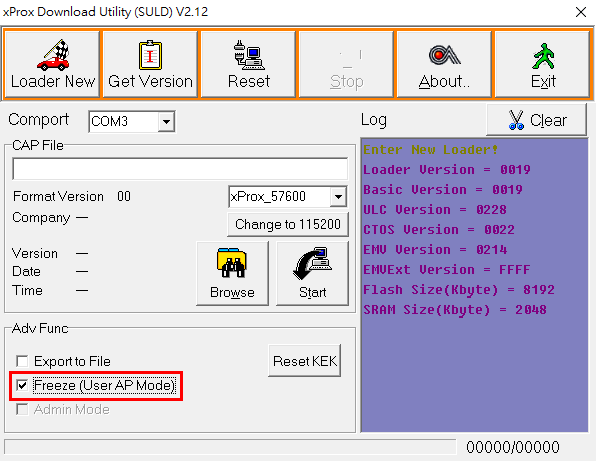 xProx Download Utility (SULD) V2.12
Loader New
Get Version
Reset
Stop
About..
Exit
Comport
COM3
Log
Clear
CAP File
Format Version 00
xProx_57600
Company —
Change to 115200
Version —
Date —
Time —
Browse
Start
Adv Func
Export to File
Reset KEK
Freeze (User AP Mode)
Admin Mode
Enter New Loader!
Loader Version = 0019
Basic Version = 0019
ULC Version = 0228
CTOS Version = 0022
EMV Version = 0214
EMVExt Version = FFFF
Flash Size(Kbyte) = 8192
SRAM Size(Kbyte) = 2048
00000/00000